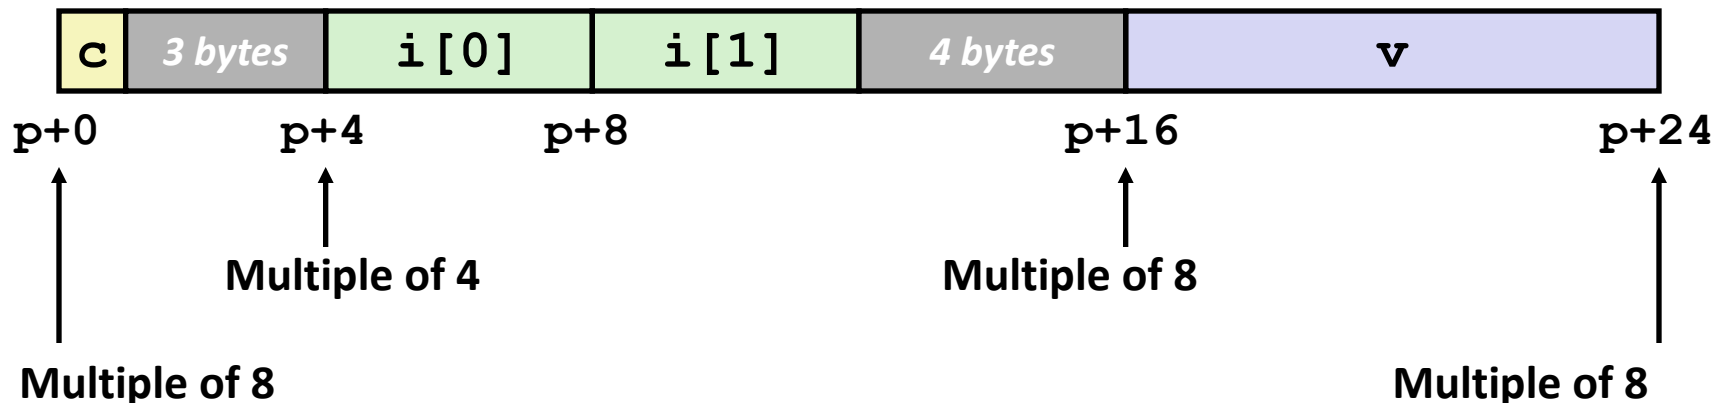 c 3 bytes i[0] i[1] 4 bytes v
p+0 p+4 p+8 p+16 p+24
Multiple of 4 Multiple of 8
Multiple of 8 Multiple of 8